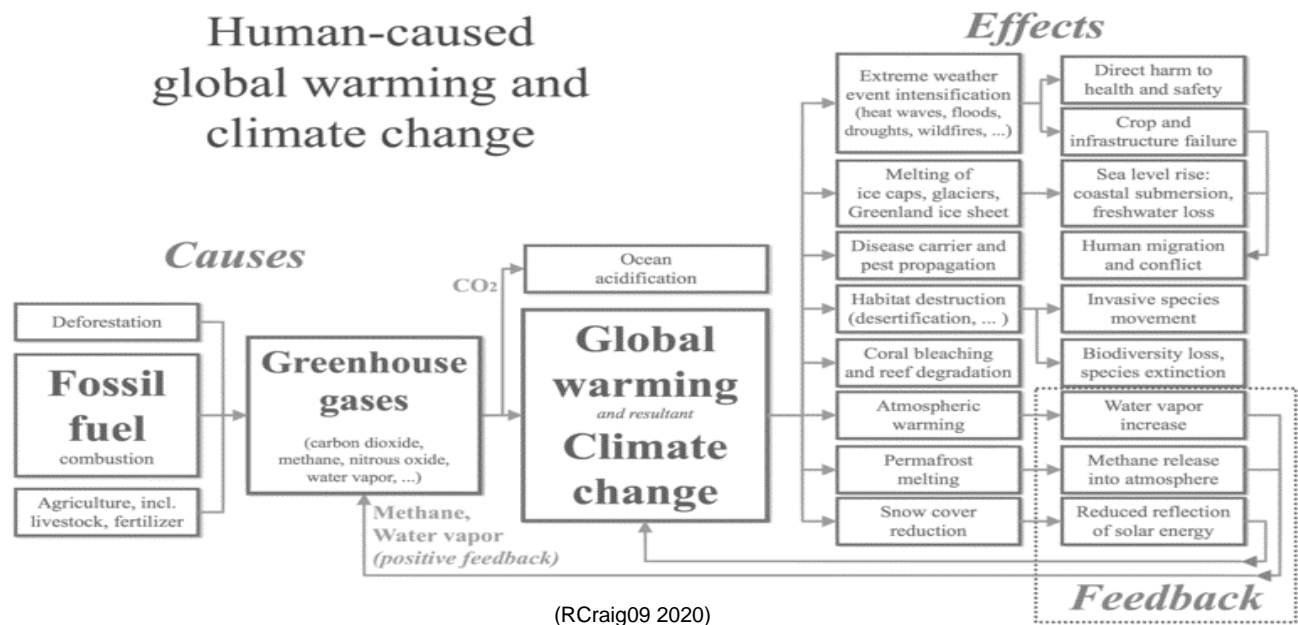 Human-caused
global warming and
climate change
Causes
Deforestation
Fossil
fuel
combustion
Agriculture, incl.
livestock, fertilizer
Greenhouse
gases
(carbon dioxide,
methane, nitrous oxide,
water vapor, ...)
CO2
Ocean
acidification
Global
warming
and resultant
Climate
change
Methane,
Water vapor
(positive feedback)
Effects
Extreme weather
event intensification
(heat waves, floods,
droughts, wildfires, ...)
Direct harm to
health and safety
Crop and
infrastructure failure
Melting of
ice caps, glaciers,
Greenland ice sheet
Sea level rise:
coastal submersion,
freshwater loss
Disease carrier and
pest propagation
Human migration
and conflict
Habitat destruction
(desertification, ... )
Invasive species
movement
Coral bleaching
and reef degradation
Biodiversity loss,
species extinction
Atmospheric
warming
Water vapor
increase
Permafrost
melting
Methane release
into atmosphere
Snow cover
reduction
Reduced reflection
of solar energy
Feedback
(RCraig09 2020)